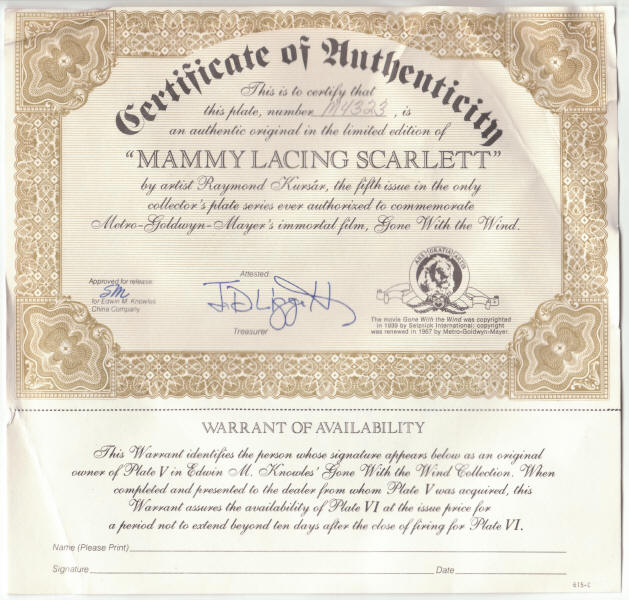 Certificate of Authenticity
This is to certify that
this plate, number M4323, is
an authentic original in the limited edition of
"MAMMY LACING SCARLETT"
by artist Raymond Kursár, the fifth issue in the only
collector's plate series ever authorized to commemorate
Metro-Goldwyn-Mayer's immortal film, Gone With the Wind.
Approved for release:
SM
for Edwin M. Knowles
China Company
Attested
Treasurer
ARS GRATIA ARTIS
The movie Gone With the Wind was copyrighted
in 1939 by Selznick International; copyright
was renewed in 1967 by Metro-Goldwyn-Mayer.
WARRANT OF AVAILABILITY
This Warrant identifies the person whose signature appears below as an original
owner of Plate V in Edwin M. Knowles' Gone With the Wind Collection. When
completed and presented to the dealer from whom Plate V was acquired, this
Warrant assures the availability of Plate VI at the issue price for
a period not to extend beyond ten days after the close of firing for Plate VI.
Name (Please Print)
Signature Date
615-C